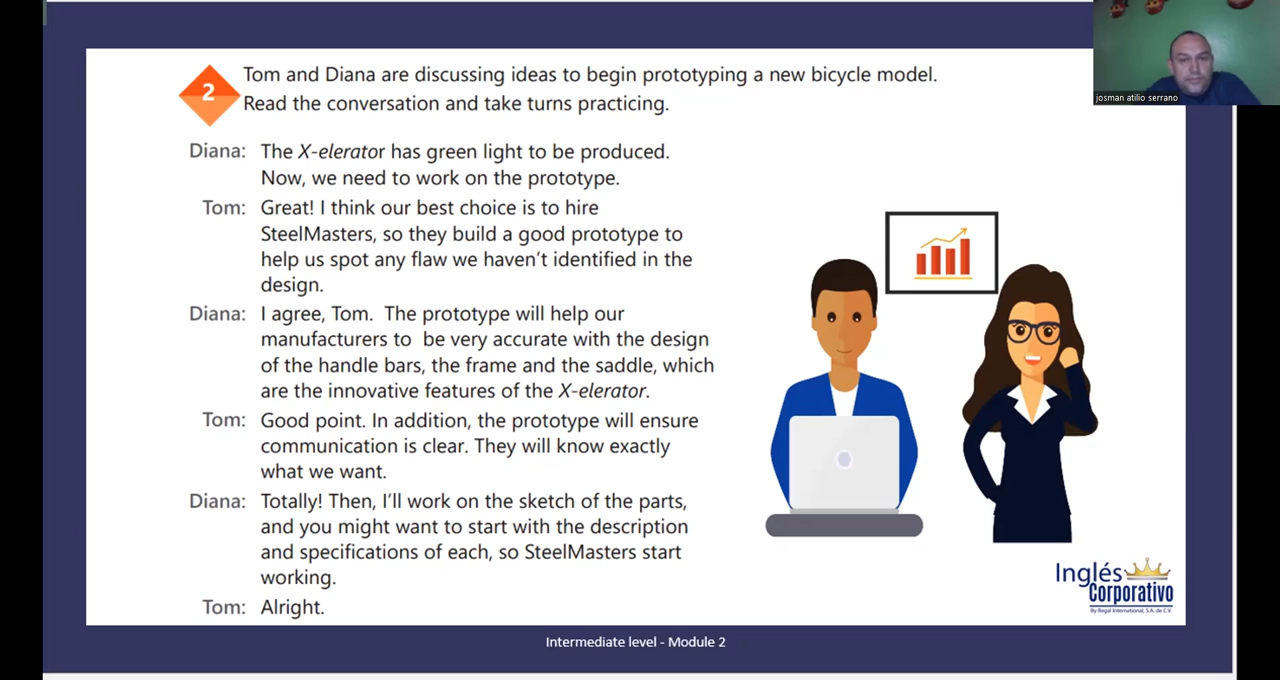 2
Tom and Diana are discussing ideas to begin prototyping a new bicycle model.
Read the conversation and take turns practicing.
Diana: The X-elerator has green light to be produced.
Now, we need to work on the prototype.
Tom: Great! I think our best choice is to hire
SteelMasters, so they build a good prototype to
help us spot any flaw we haven't identified in the
design.
Diana: I agree, Tom. The prototype will help our
manufacturers to be very accurate with the design
of the handle bars, the frame and the saddle, which
are the innovative features of the X-elerator.
Tom: Good point. In addition, the prototype will ensure
communication is clear. They will know exactly
what we want.
Diana: Totally! Then, I'll work on the sketch of the parts,
and you might want to start with the description
and specifications of each, so SteelMasters start
working.
Tom: Alright.
josman atilio serrano
Inglés
Corporativo
By Regal International, S.A. de C.V.
Intermediate level - Module 2